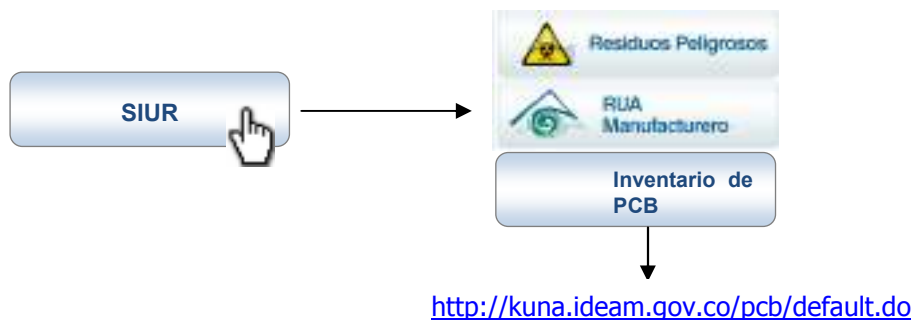 SIUR
Residuos Peligrosos
RUA
Manufacturero
Inventario de
PCB
http://kuna.ideam.gov.co/pcb/default.do